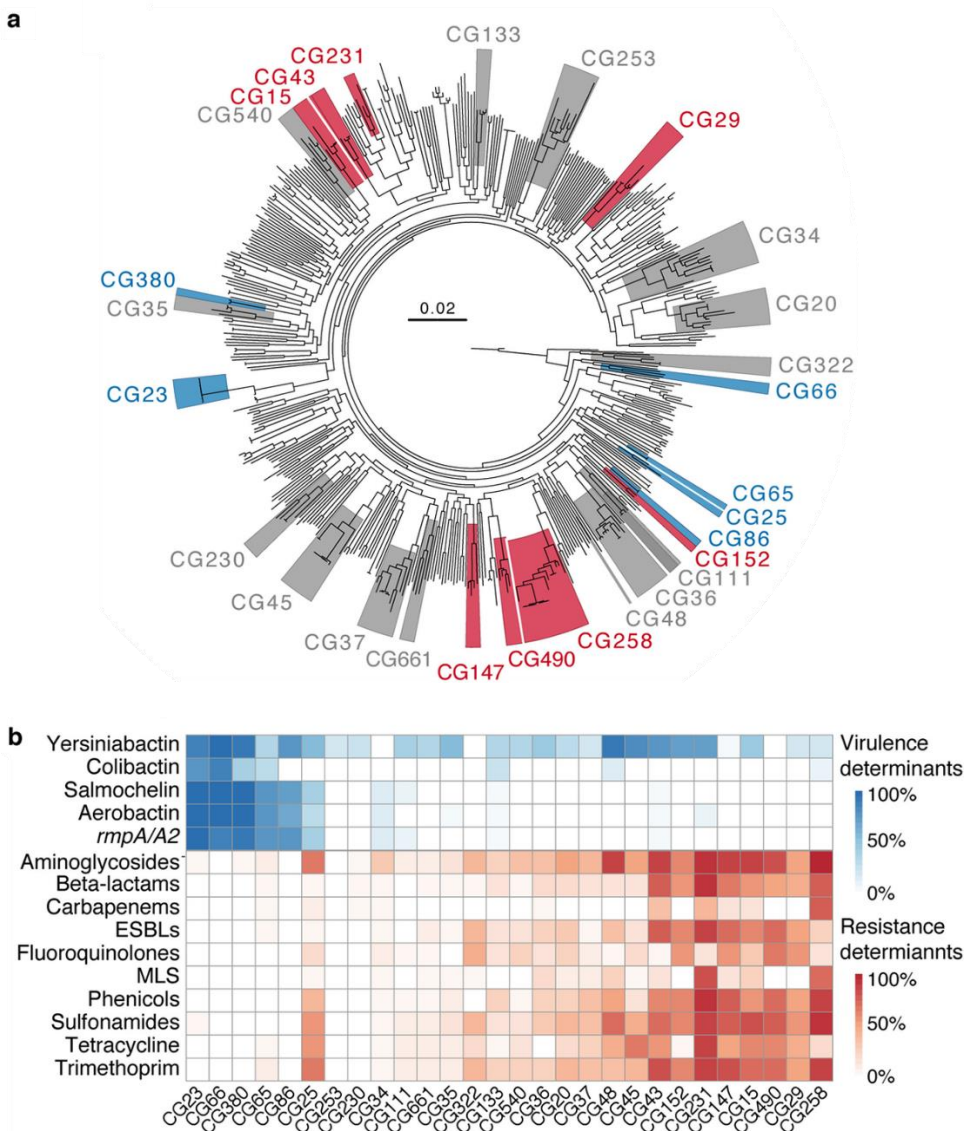 a
CG133
CG231
CG253
CG43
CG15
CG540
CG29
CG34
CG380
CG35
0.02
CG20
CG322
CG66
CG23
CG65
CG25
CG86
CG152
CG111
CG36
CG48
CG230
CG45
CG37
CG661
CG258
CG490
CG147
b
Yersiniabactin
Colibactin
Salmochelin
Aerobactin
rmpA/A2
Aminoglycosides
Beta-lactams
Carbapenems
ESBLs
Fluoroquinolones
MLS
Phenicols
Sulfonamides
Tetracycline
Trimethoprim
Virulence
determinants
100%
50%
0%
Resistance
determiannts
100%
50%
0%
CG23 CG66 CG380 CG65 CG86 CG25 CG253 CG230 CG34 CG111 CG661 CG35 CG322 CG133 CG540 CG36 CG20 CG37 CG48 CG45 CG43 CG152 CG231 CG147 CG15 CG490 CG29 CG258